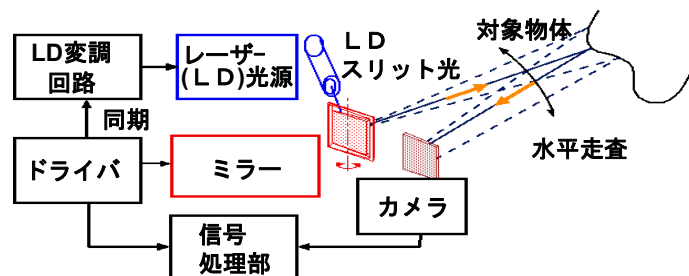 LD変調
回路
レーザー
(LD)光源
LD
スリット光
対象物体
同期
ドライバ
ミラー
水平走査
カメラ
信号
処理部